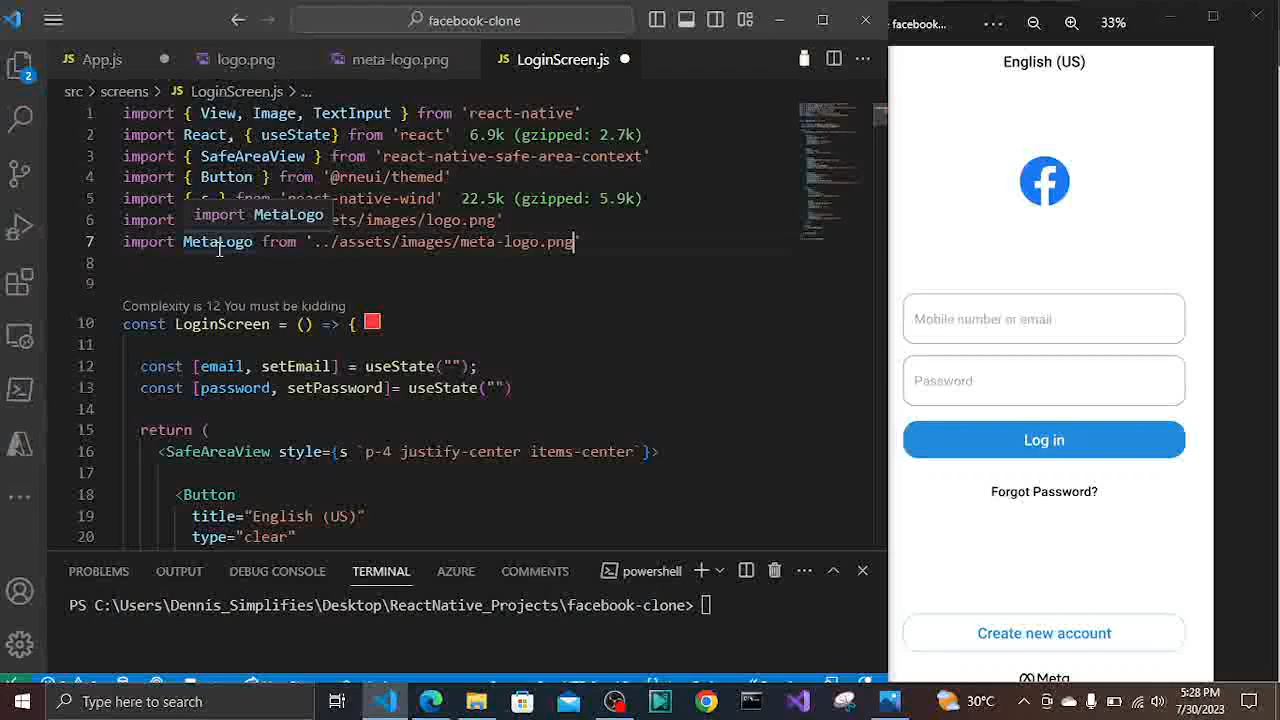 facebook-clone
facebook...
33%
App.js
logo.png
meta-logo.png
LoginScreen.js
src > screens > JS LoginScreen.js > ...
1 import { View, Image, TextInput } from 'react-native'
2 import React, { useState} from 'react' 6.9k (gzipped: 2.7k)
3 import { SafeAreaView } from 'react-native-safe-area-context'
4 import { Button } from '@rneui/themed'
5 import { s } from 'react-native-wind' 22.5k (gzipped: 5.9k)
import MetaLogo
6 import ets/images/logo.png'
7 import MetaLogo from '../assets/images/meta-logo.png'
8
9
Complexity is 12 You must be kidding
10 const LoginScreen = () => {
11
12 const [email, setEmail] = useState("");
13 const [password, setPassword]= useState("")
14
15 return (
16 <SafeAreaView style={s`p-4 justify-center items-center`}>
17
18 <Button
19 title="English (US)"
20 type="clear"
PROBLEMS
OUTPUT
DEBUG CONSOLE
TERMINAL
AZURE
COMMENTS
powershell
PS C:\Users\Dennis_Simplifies\Desktop\ReactNative_Projects\facebook-clone>
2
English (US)
Mobile number or email
Password
Log in
Forgot Password?
Create new account
Meta
Type here to search
30°C
5:28 PM
7/30/2023